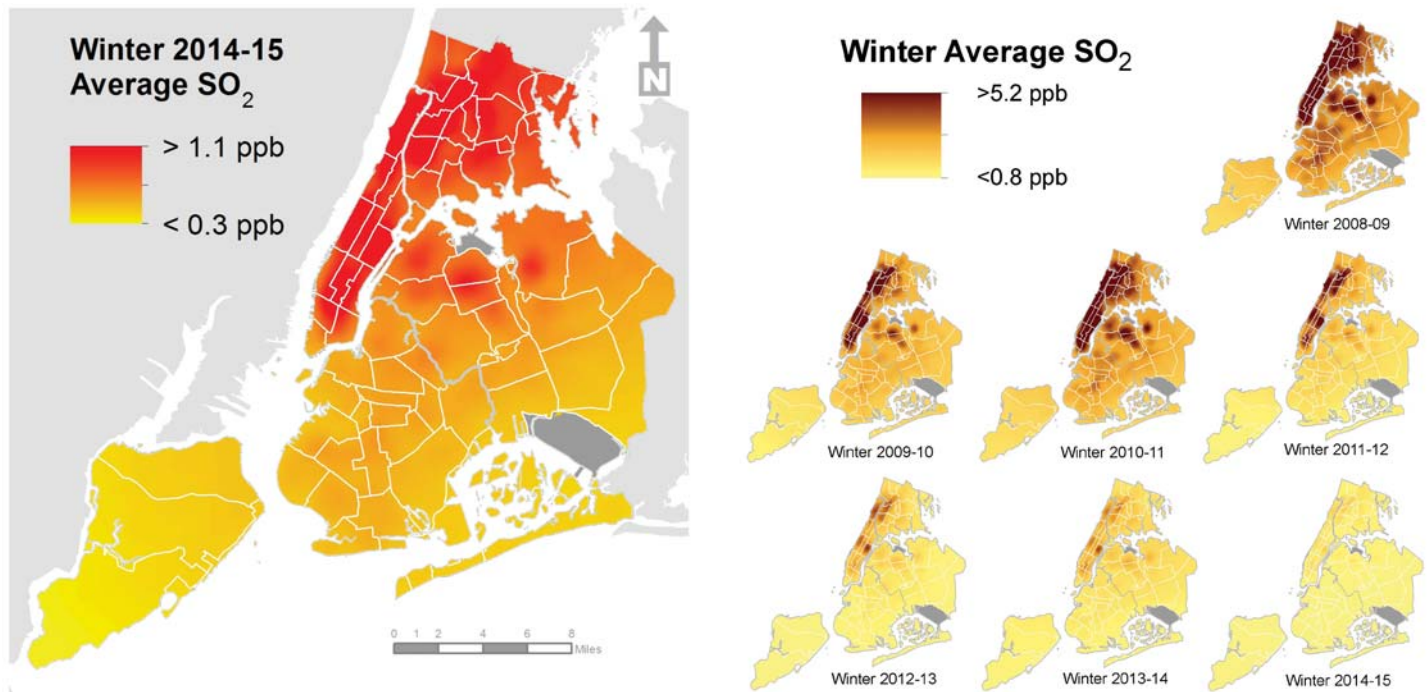 Winter 2014-15
Average SO₂
> 1.1 ppb
< 0.3 ppb
N
0 1 2 4 6 8
Miles
Winter Average SO₂
>5.2 ppb
<0.8 ppb
Winter 2008-09
Winter 2009-10
Winter 2010-11
Winter 2011-12
Winter 2012-13
Winter 2013-14
Winter 2014-15